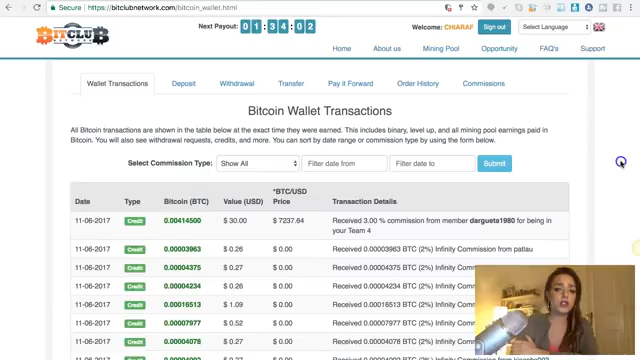 Secure
https://bitclubnetwork.com/bitcoin_wallet.html
BITCLUB
NETWORK
Next Payout:
01:34:02
Welcome: CHIARAF
Sign out
Select Language
Home
About us
Mining Pool
Opportunity
FAQ's
Support
Wallet Transactions
Deposit
Withdrawal
Transfer
Pay it Forward
Order History
Commissions
Bitcoin Wallet Transactions
All Bitcoin transactions are shown in the table below at the exact time they were earned. This includes binary, level up, and all mining pool earnings paid in
Bitcoin. You will also see withdrawal requests, credits, and more. You can sort by date range or commission type by using the form below.
Select Commission Type:
Show All
Filter date from
Filter date to
Submit
*BTC/USD
Date Type Bitcoin (BTC) Value (USD) Price Transaction Details
11-06-2017 Credit 0.00414500 $ 30.00 $ 7237.64 Received 3.00 % commission from member dargueta1980 for being in
your Team 4
11-06-2017 Credit 0.00003963 $ 0.26 $ 0.00 Received 0.00003963 BTC (2%) Infinity Commission from patlau
11-06-2017 Credit 0.00004375 $ 0.27 $ 0.00 Received 0.00004375 BTC (2%) Infinity Commission
11-06-2017 Credit 0.00004234 $ 0.26 $ 0.00 Received 0.00004234 BTC (2%) Infinity Com
11-06-2017 Credit 0.00016513 $ 1.09 $ 0.00 Received 0.00016513 BTC (2%) Infinity Comm
11-06-2017 Credit 0.00007977 $ 0.52 $ 0.00 Received 0.00007977 BTC (2%) Infinity Com
11-06-2017 Credit 0.00004078 $ 0.27 $ 0.00 Received 0.00004078 BTC (2%) Infinity Com